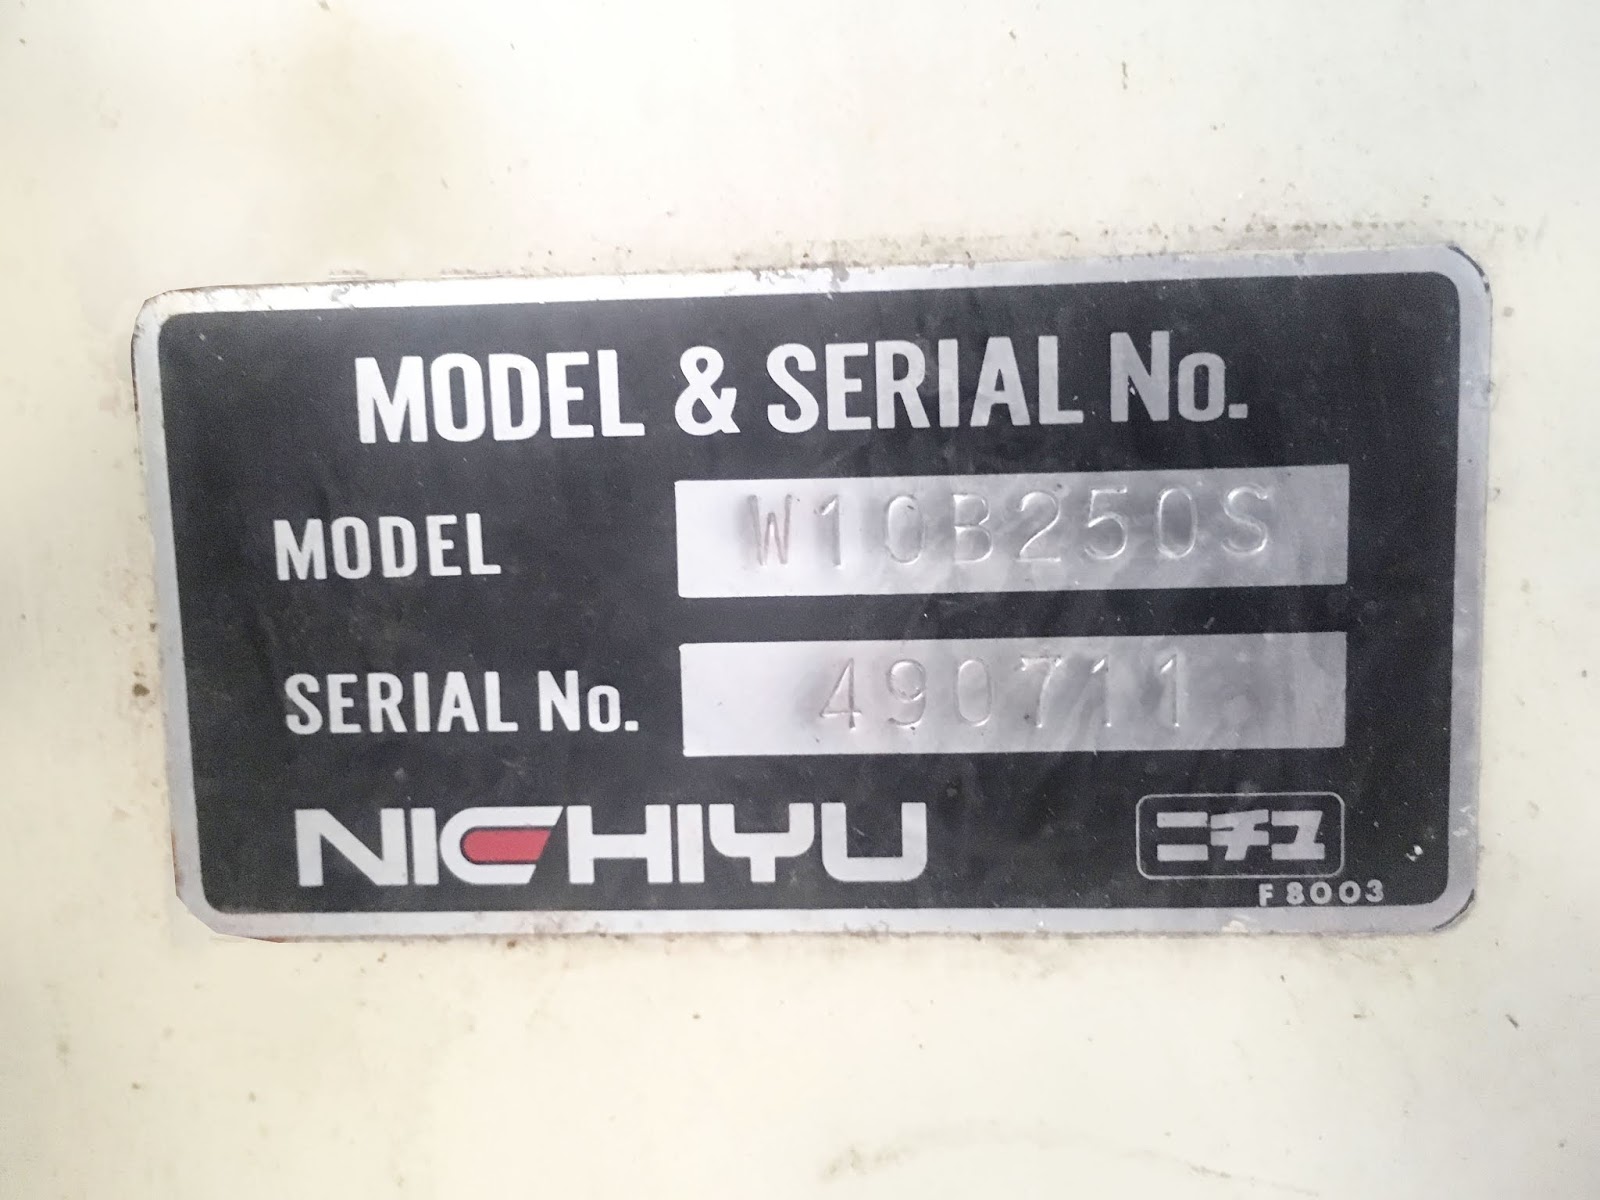 MODEL & SERIAL No.
MODEL W10B250S
SERIAL No. 490711
NICHIYU ニチユ
F8003